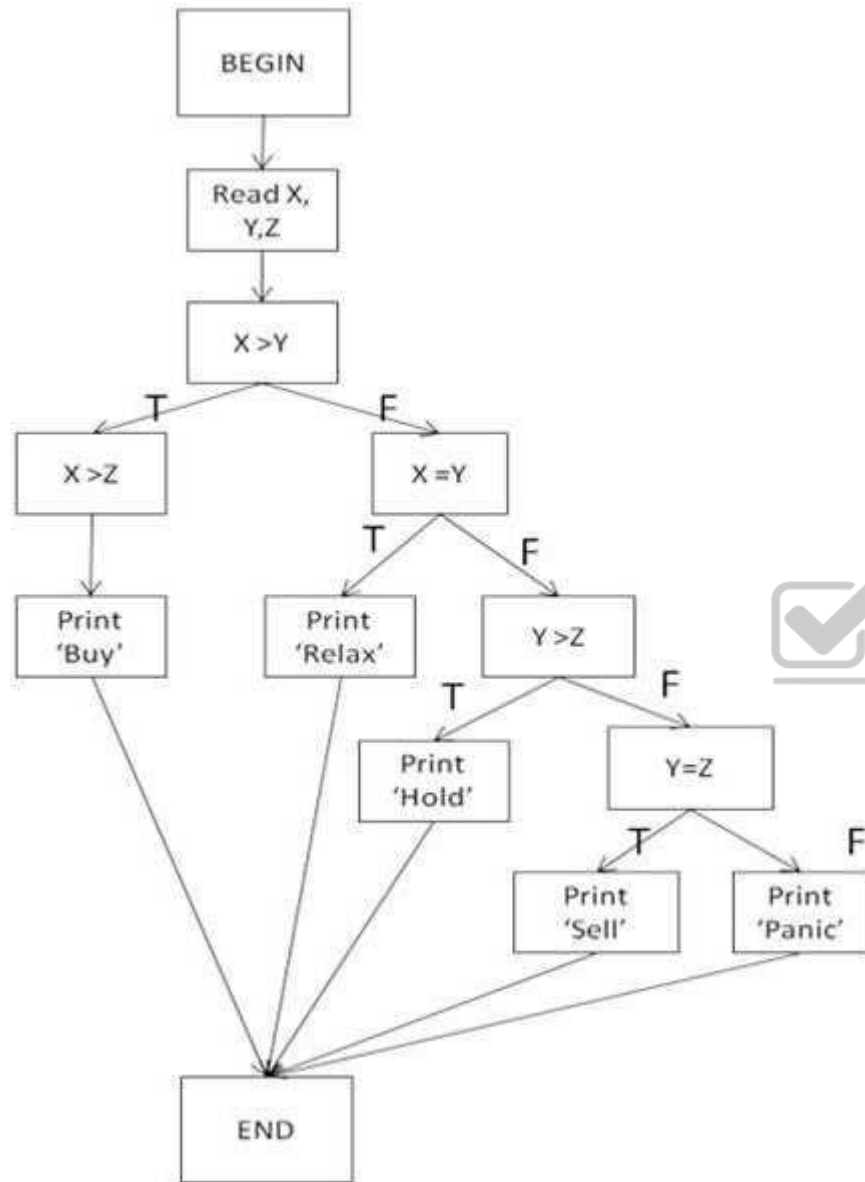 BEGIN
Read X,
Y,Z
X >Y
T
F
X >Z
X =Y
T
F
Print
‘Buy’
Print
‘Relax’
Y >Z
T
F
Print
‘Hold’
Y=Z
T
F
Print
‘Sell’
Print
‘Panic’
END